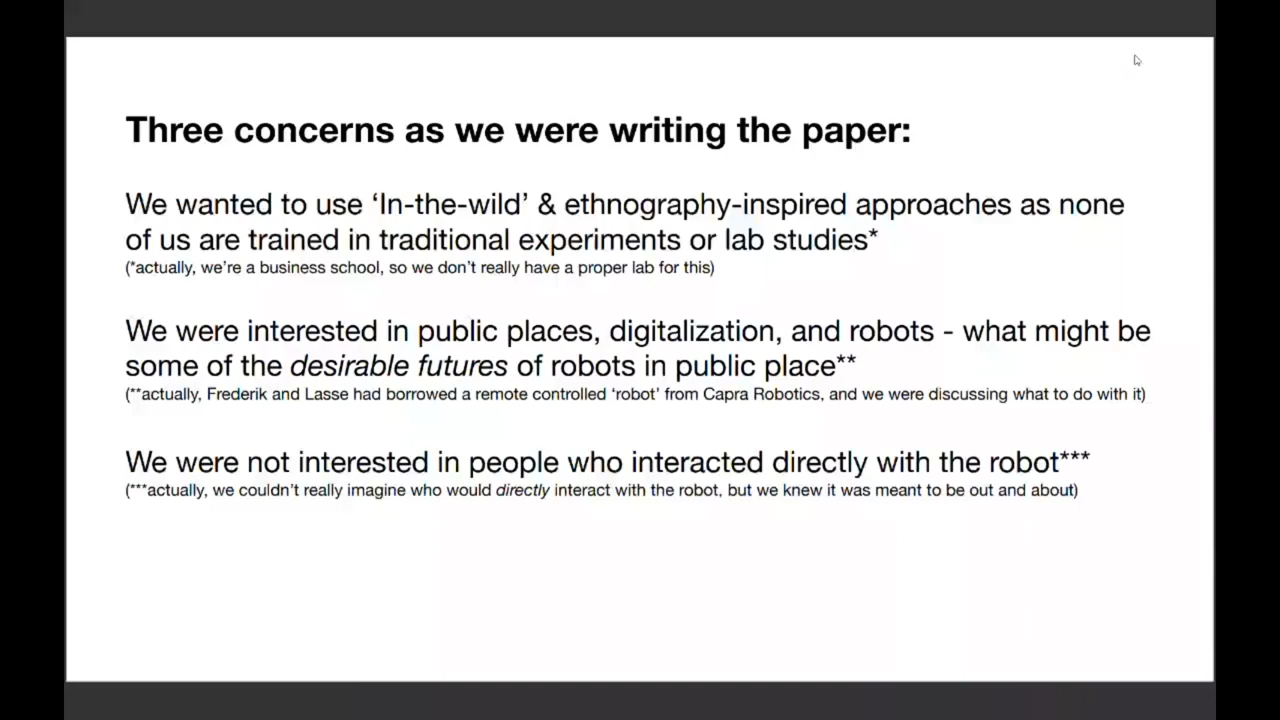 Three concerns as we were writing the paper:
We wanted to use ‘In-the-wild’ & ethnography-inspired approaches as none
of us are trained in traditional experiments or lab studies*
(*actually, we’re a business school, so we don’t really have a proper lab for this)
We were interested in public places, digitalization, and robots - what might be
some of the desirable futures of robots in public place**
(**actually, Frederik and Lasse had borrowed a remote controlled ‘robot’ from Capra Robotics, and we were discussing what to do with it)
We were not interested in people who interacted directly with the robot***
(***actually, we couldn’t really imagine who would directly interact with the robot, but we knew it was meant to be out and about)